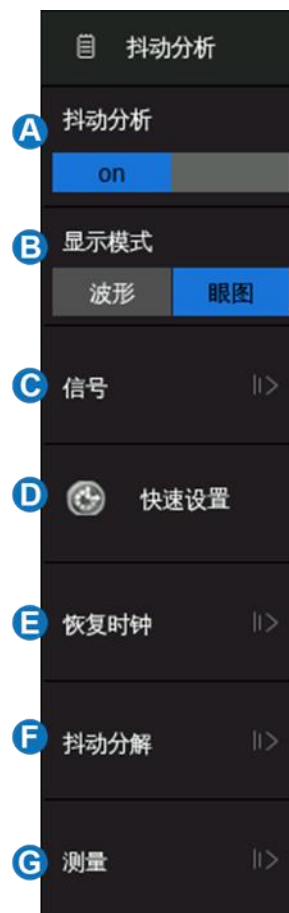 抖动分析
A 抖动分析
on
B 显示模式
波形 眼图
C 信号
D 快速设置
E 恢复时钟
F 抖动分解
G 测量